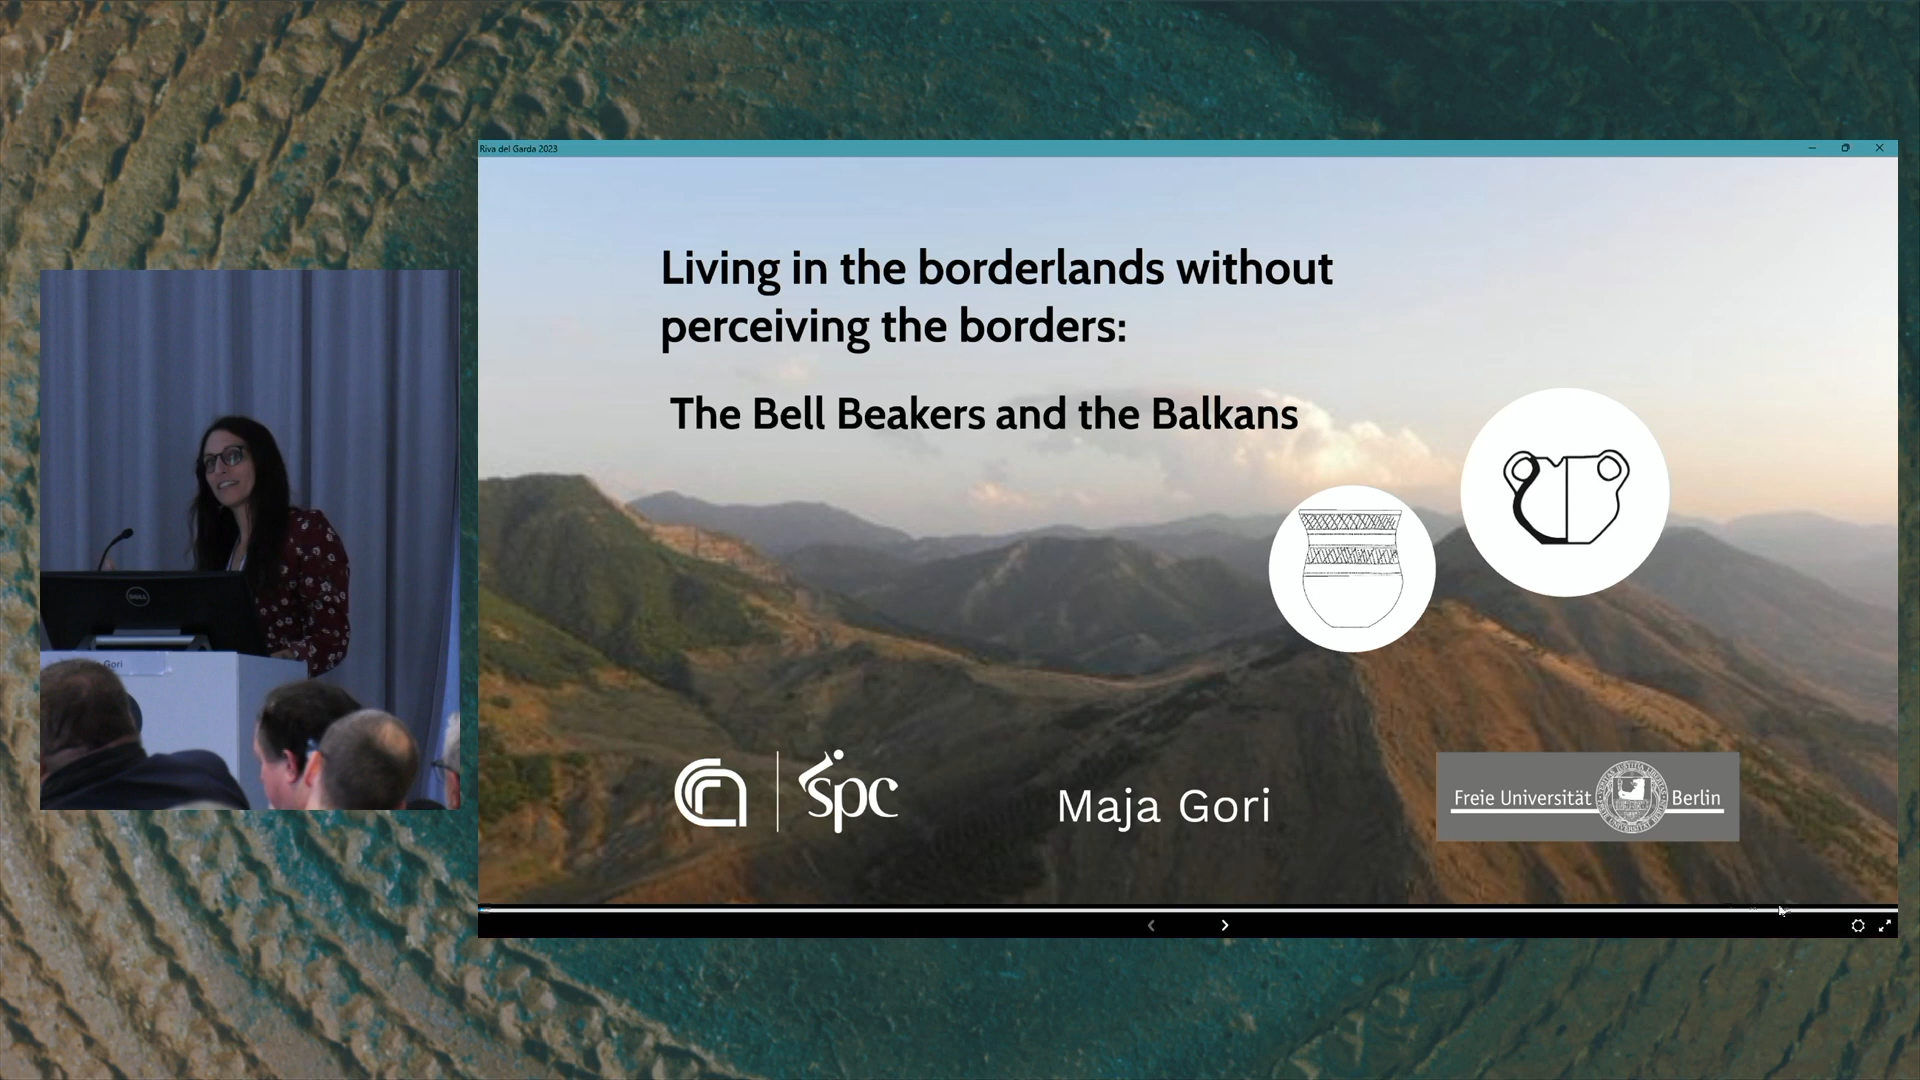 Riva del Garda 2023
Living in the borderlands without
perceiving the borders:
The Bell Beakers and the Balkans
DELL
Gori
spc
Maja Gori
Freie Universität Berlin